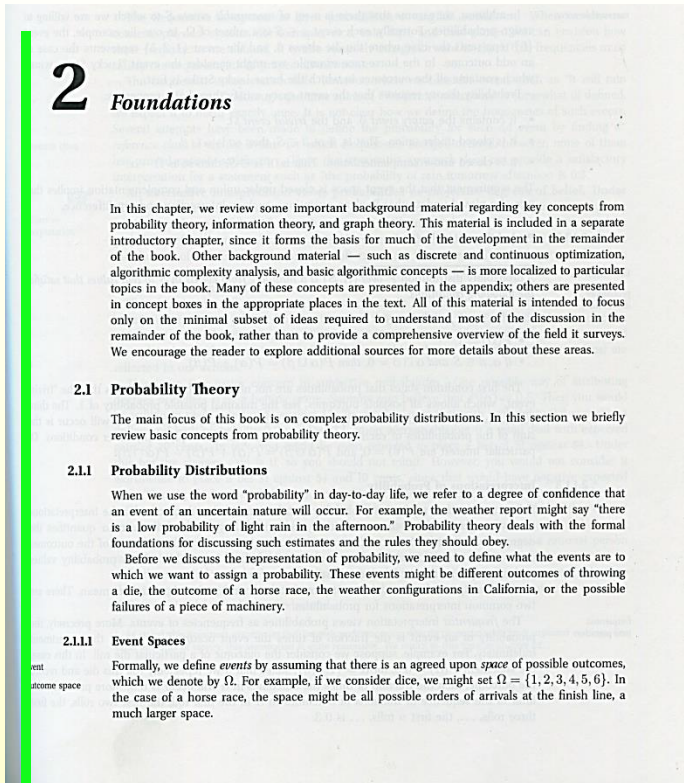 2 Foundations
In this chapter, we review some important background material regarding key concepts from
probability theory, information theory, and graph theory. This material is included in a separate
introductory chapter, since it forms the basis for much of the development in the remainder
of the book. Other background material — such as discrete and continuous optimization,
algorithmic complexity analysis, and basic algorithmic concepts — is more localized to particular
topics in the book. Many of these concepts are presented in the appendix; others are presented
in concept boxes in the appropriate places in the text. All of this material is intended to focus
only on the minimal subset of ideas required to understand most of the discussion in the
remainder of the book, rather than to provide a comprehensive overview of the field it surveys.
We encourage the reader to explore additional sources for more details about these areas.
2.1 Probability Theory
The main focus of this book is on complex probability distributions. In this section we briefly
review basic concepts from probability theory.
2.1.1 Probability Distributions
When we use the word “probability” in day-to-day life, we refer to a degree of confidence that
an event of an uncertain nature will occur. For example, the weather report might say “there
is a low probability of light rain in the afternoon.” Probability theory deals with the formal
foundations for discussing such estimates and the rules they should obey.
Before we discuss the representation of probability, we need to define what the events are to
which we want to assign a probability. These events might be different outcomes of throwing
a die, the outcome of a horse race, the weather configurations in California, or the possible
failures of a piece of machinery.
2.1.1.1 Event Spaces
vent
utcome space
Formally, we define events by assuming that there is an agreed upon space of possible outcomes,
which we denote by Ω. For example, if we consider dice, we might set Ω = {1, 2, 3, 4, 5, 6}. In
the case of a horse race, the space might be all possible orders of arrivals at the finish line, a
much larger space.